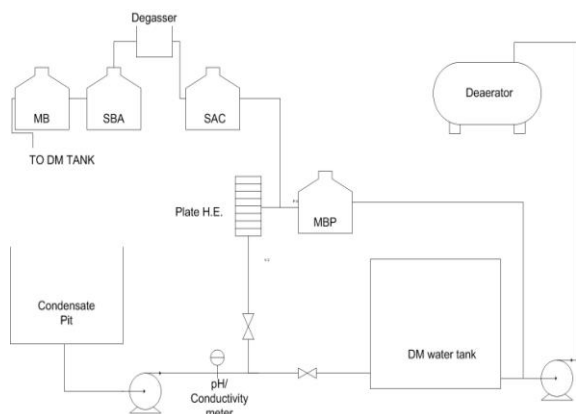 Degasser
MB
SBA
SAC
Deaerator
TO DM TANK
Plate H.E.
MBP
Condensate
Pit
DM water tank
pH/
Conductivity
meter